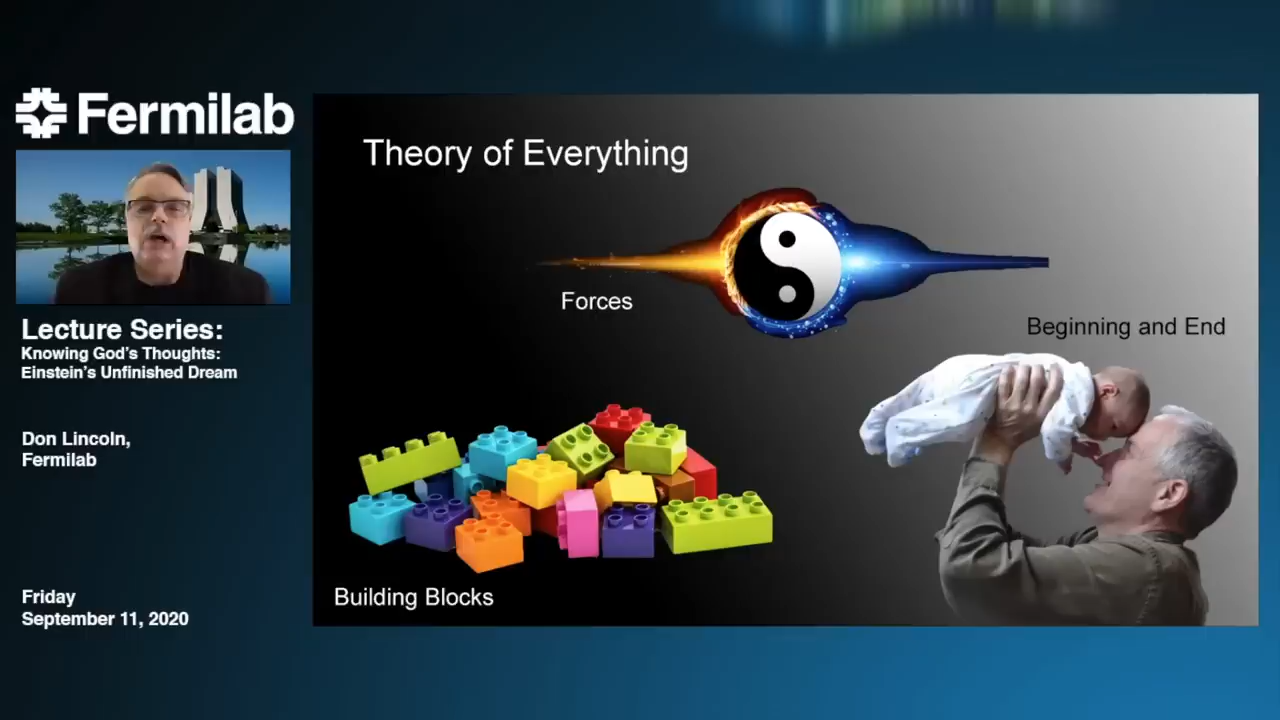 Fermilab
Lecture Series:
Knowing God's Thoughts:
Einstein's Unfinished Dream
Don Lincoln,
Fermilab
Friday
September 11, 2020
Theory of Everything
Forces
Beginning and End
Building Blocks